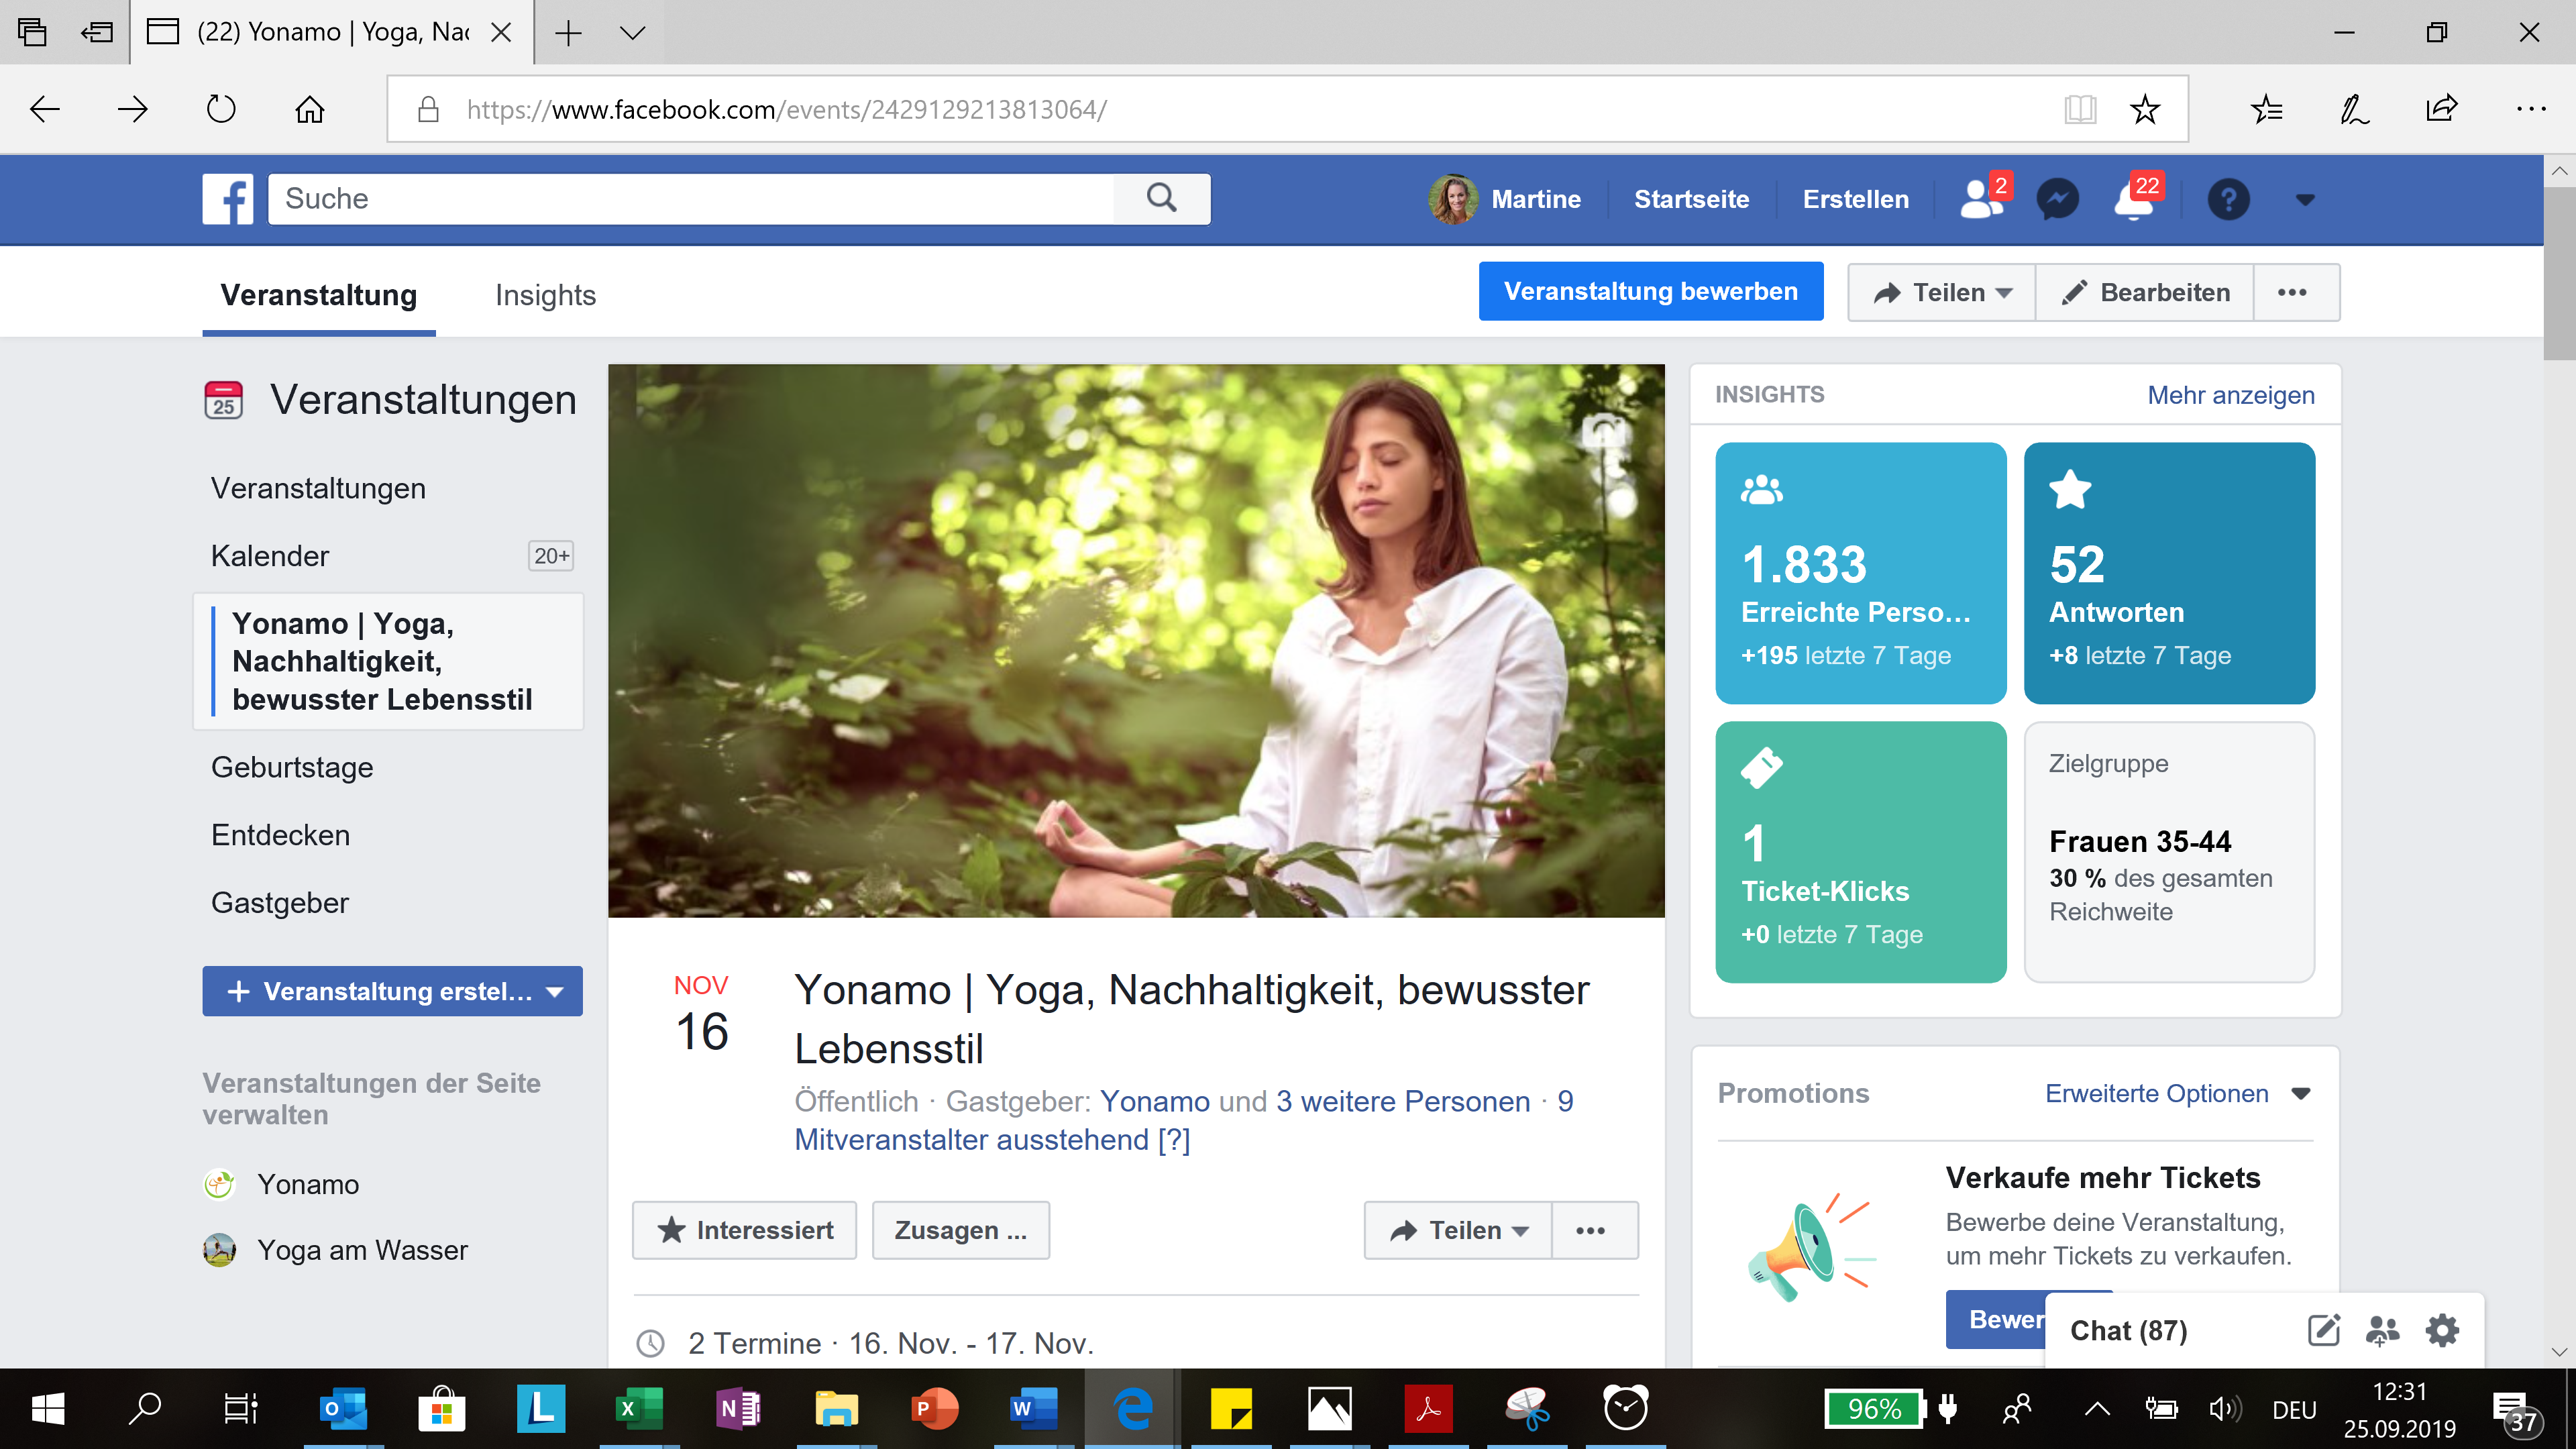 (22) Yonamo | Yoga, Nac
https://www.facebook.com/events/2429129213813064/
Suche
Martine
Startseite
Erstellen
2
22
Veranstaltung
Insights
Veranstaltung bewerben
Teilen
Bearbeiten
25
Veranstaltungen
Veranstaltungen
Kalender
20+
Yonamo | Yoga,
Nachhaltigkeit,
bewusster Lebensstil
Geburtstage
Entdecken
Gastgeber
Veranstaltung erstel...
Veranstaltungen der Seite
verwalten
Yonamo
Yoga am Wasser
NOV
16
Yonamo | Yoga, Nachhaltigkeit, bewusster
Lebensstil
Öffentlich · Gastgeber: Yonamo und 3 weitere Personen · 9
Mitveranstalter ausstehend [?]
Interessiert
Zusagen ...
Teilen
2 Termine · 16. Nov. - 17. Nov.
INSIGHTS
Mehr anzeigen
1.833
Erreichte Perso...
+195 letzte 7 Tage
52
Antworten
+8 letzte 7 Tage
1
Ticket-Klicks
+0 letzte 7 Tage
Zielgruppe
Frauen 35-44
30 % des gesamten
Reichweite
Promotions
Erweiterte Optionen
Verkaufe mehr Tickets
Bewerbe deine Veranstaltung,
um mehr Tickets zu verkaufen.
Bewer
Chat (87)
96%
DEU
12:31
25.09.2019
37